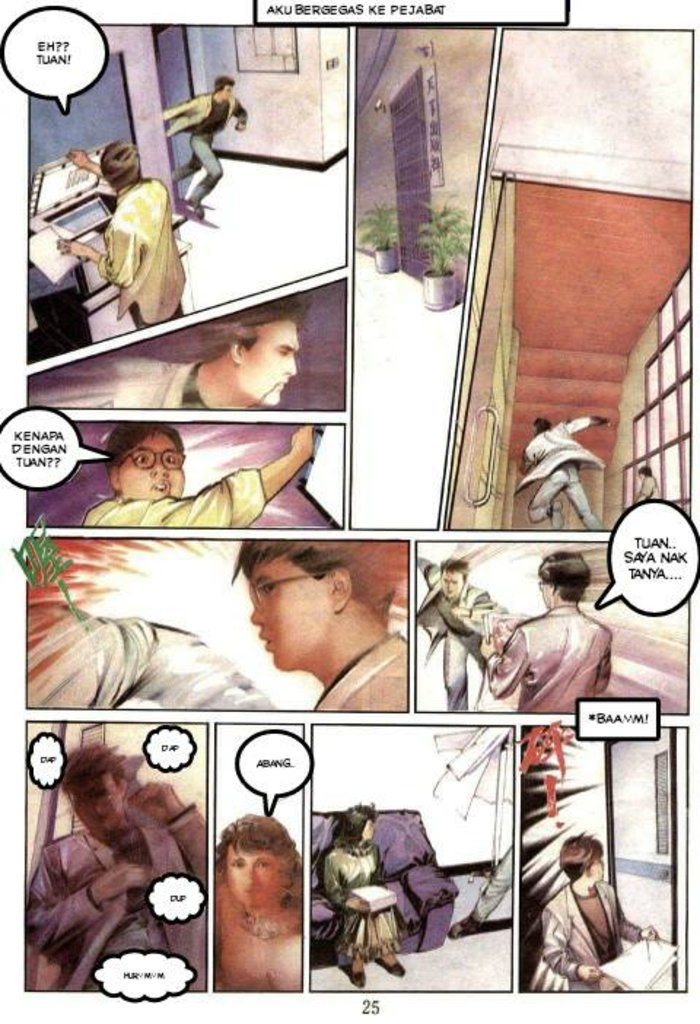 AKU BERGEGAS KE PEJABAT
EH??
TUAN!
KENAPA
DENGAN
TUAN??
TUAN..
SAYA NAK
TANYA....
*BAAMM!
DAP
DAP
DUP
ABANG..
25